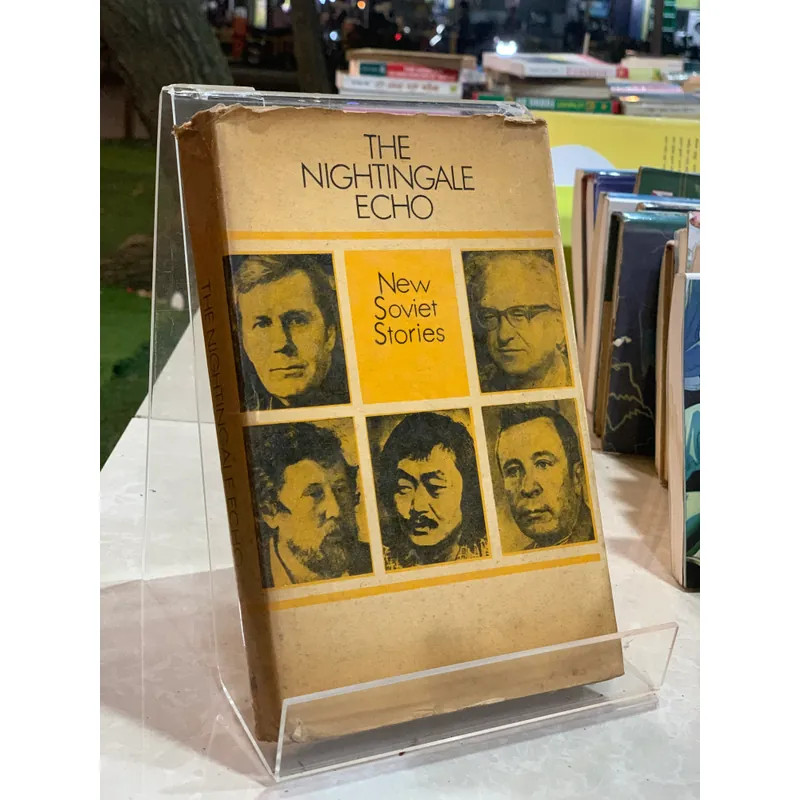 THE
NIGHTINGALE
ECHO
New
Soviet
Stories
THE NIGHTINGALE ECHO